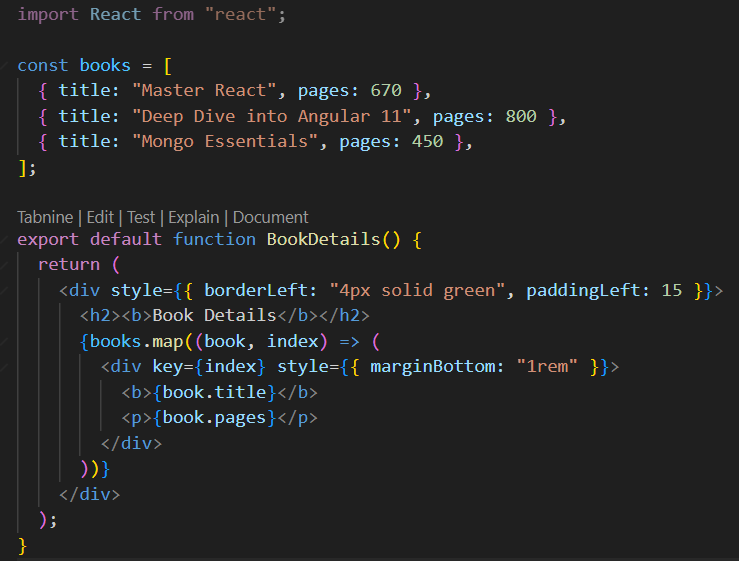 import React from "react";
const books = [
{ title: "Master React", pages: 670 },
{ title: "Deep Dive into Angular 11", pages: 800 },
{ title: "Mongo Essentials", pages: 450 },
];
Tabnine | Edit | Test | Explain | Document
export default function BookDetails() {
return (
<div style={{ borderLeft: "4px solid green", paddingLeft: 15 }}>
<h2><b>Book Details</b></h2>
{books.map((book, index) => (
<div key={index} style={{ marginBottom: "1rem" }}>
<b>{book.title}</b>
<p>{book.pages}</p>
</div>
))}
</div>
);
}